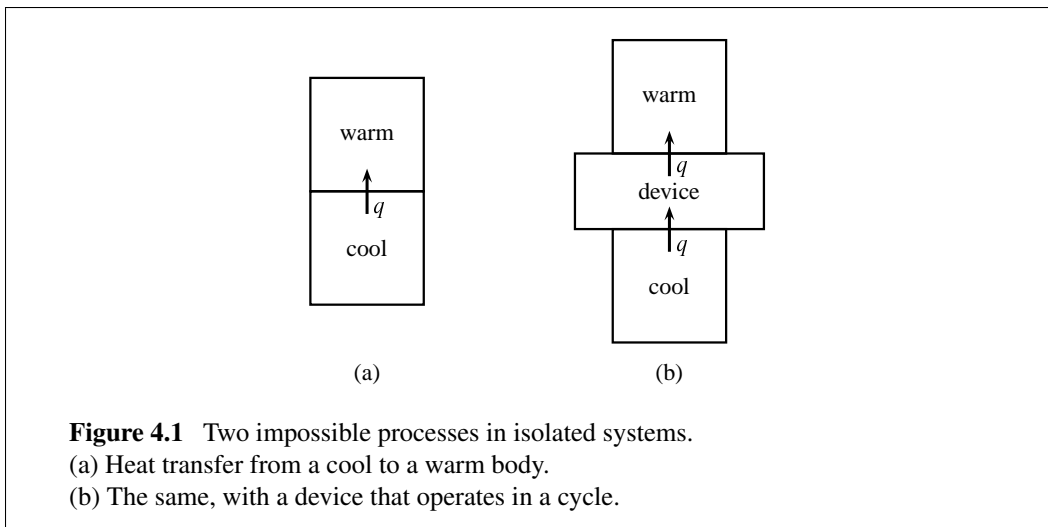 warm
q
cool
(a)
warm
q
device
q
cool
(b)
Figure 4.1 Two impossible processes in isolated systems.
(a) Heat transfer from a cool to a warm body.
(b) The same, with a device that operates in a cycle.